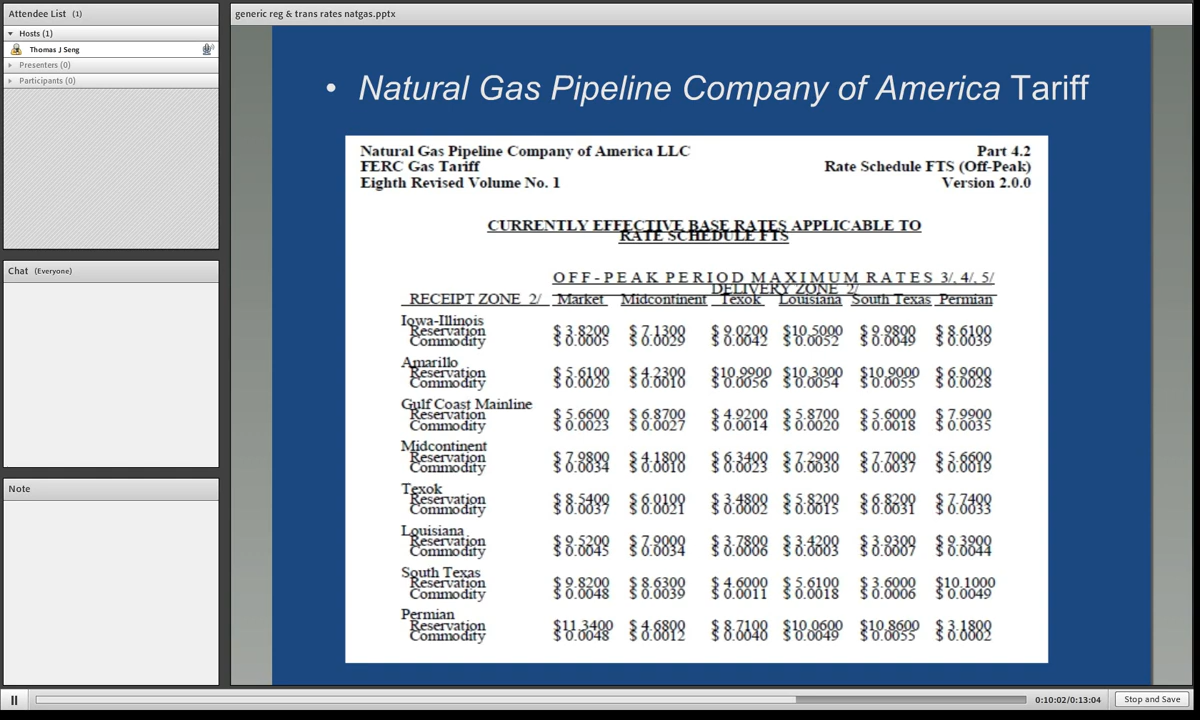 Attendee List (1)
generic reg & trans rates natgas.pptx
Hosts (1)
Thomas J Seng
Presenters (0)
Participants (0)
• Natural Gas Pipeline Company of America Tariff
Natural Gas Pipeline Company of America LLC Part 4.2
FERC Gas Tariff Rate Schedule FTS (Off-Peak)
Eighth Revised Volume No. 1 Version 2.0.0
CURRENTLY EFFECTIVE BASE RATES APPLICABLE TO
RATE SCHEDULE FTS
OFF-PEAK PERIOD MAXIMUM RATES 3/, 4/, 5/
DELIVERY ZONE 2/
RECEIPT ZONE 2/ Market Midcontinent Texok Louisiana South Texas Permian
Iowa-Illinois
Reservation $ 3.8200 $ 7.1300 $ 9.0200 $10.5000 $ 9.9800 $ 8.6100
Commodity $ 0.0005 $ 0.0029 $ 0.0042 $ 0.0052 $ 0.0049 $ 0.0039
Amarillo
Reservation $ 5.6100 $ 4.2300 $10.9900 $10.3000 $10.9000 $ 6.9600
Commodity $ 0.0020 $ 0.0010 $ 0.0056 $ 0.0054 $ 0.0055 $ 0.0028
Gulf Coast Mainline
Reservation $ 5.6600 $ 6.8700 $ 4.9200 $ 5.8700 $ 5.6000 $ 7.9900
Commodity $ 0.0023 $ 0.0027 $ 0.0014 $ 0.0020 $ 0.0018 $ 0.0035
Midcontinent
Reservation $ 7.9800 $ 4.1800 $ 6.3400 $ 7.2900 $ 7.7000 $ 5.6600
Commodity $ 0.0034 $ 0.0010 $ 0.0023 $ 0.0030 $ 0.0037 $ 0.0019
Texok
Reservation $ 8.5400 $ 6.0100 $ 3.4800 $ 5.8200 $ 6.8200 $ 7.7400
Commodity $ 0.0037 $ 0.0021 $ 0.0002 $ 0.0015 $ 0.0031 $ 0.0033
Louisiana
Reservation $ 9.5200 $ 7.9000 $ 3.7800 $ 3.4200 $ 3.9300 $ 9.3900
Commodity $ 0.0045 $ 0.0034 $ 0.0006 $ 0.0003 $ 0.0007 $ 0.0044
South Texas
Reservation $ 9.8200 $ 8.6300 $ 4.6000 $ 5.6100 $ 3.6000 $10.1000
Commodity $ 0.0048 $ 0.0039 $ 0.0011 $ 0.0018 $ 0.0006 $ 0.0049
Permian
Reservation $11.3400 $ 4.6800 $ 8.7100 $10.0600 $10.8600 $ 3.1800
Commodity $ 0.0048 $ 0.0012 $ 0.0040 $ 0.0049 $ 0.0055 $ 0.0002
Chat (Everyone)
Note
0:10:02/0:13:04 Stop and Save